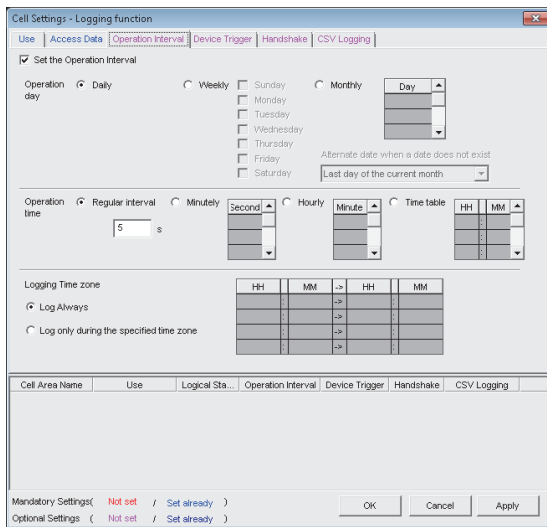 Cell Settings - Logging function
Use Access Data Operation Interval Device Trigger Handshake CSV Logging
Set the Operation Interval
Operation day Daily Weekly Sunday Monthly Day
Monday
Tuesday
Wednesday
Thursday
Friday Alternate date when a date does not exist
Saturday Last day of the current month
Operation time Regular interval Minutely Second Hourly Minute Time table HH MM
5 s
: 
:
:
Logging Time zone HH MM -> HH MM
Log Always : -> :
: -> :
Log only during the specified time zone : -> :
: -> :
Cell Area Name Use Logical Sta... Operation Interval Device Trigger Handshake CSV Logging
Mandatory Settings( Not set / Set already )
Optional Settings ( Not set / Set already )
OK Cancel Apply